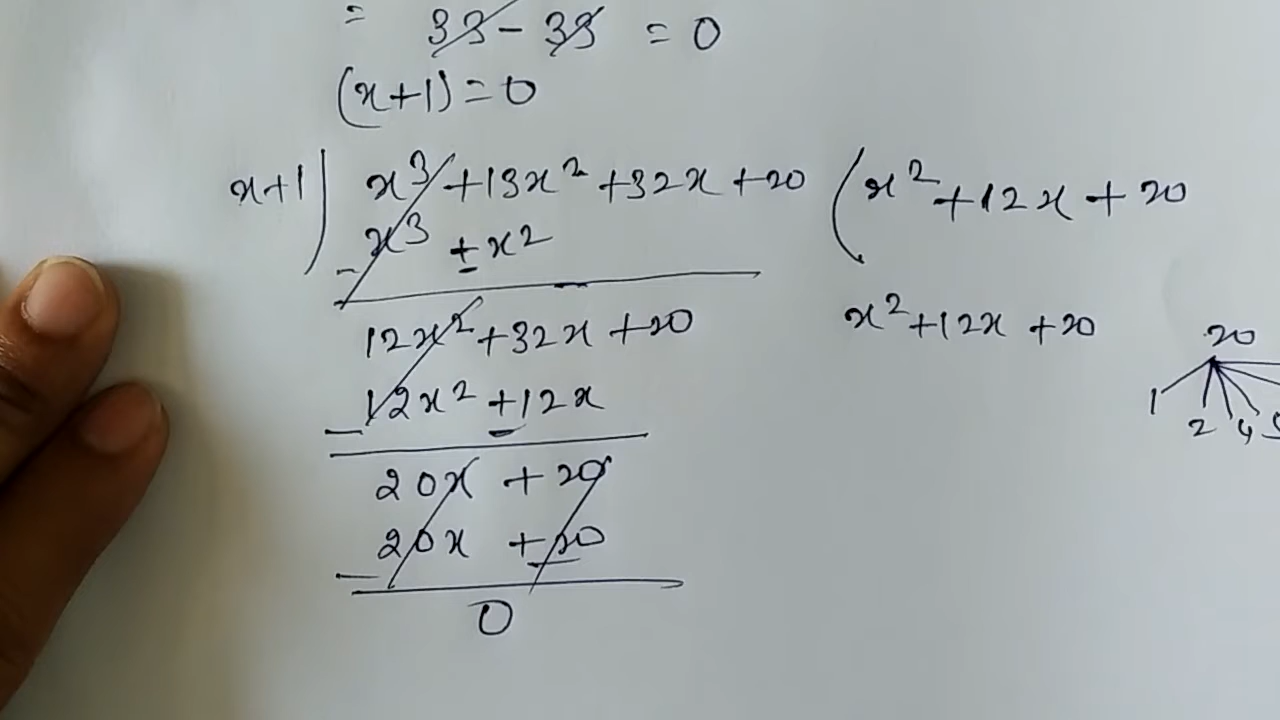 = 33 - 33 = 0
(x+1) = 0
x+1) x³ + 13x² + 32x + 20 (x² + 12x + 20
- x³ ± x²
12x² + 32x + 20
- 12x² + 12x
20x + 20
- 20x + 20
0
x² + 12x + 20
20
1 2 4 5